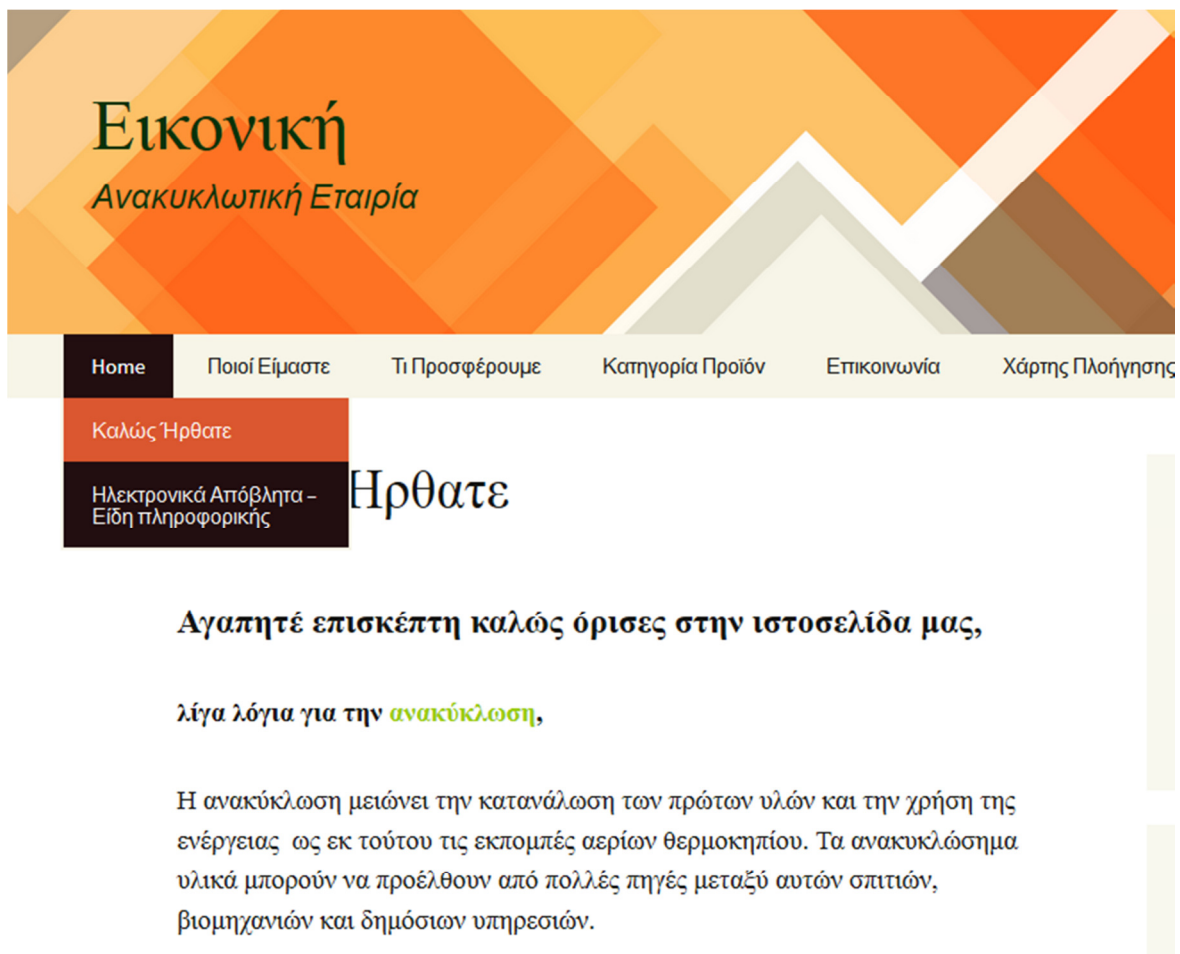 Εικονική
Ανακυκλωτική Εταιρία
Home Ποιοί Είμαστε Τι Προσφέρουμε Κατηγορία Προϊόν Επικοινωνία Χάρτης Πλοήγησης
Καλώς Ήρθατε
Ηλεκτρονικά Απόβλητα –
Είδη πληροφορικής
Ήρθατε
Αγαπητέ επισκέπτη καλώς όρισες στην ιστοσελίδα μας,
λίγα λόγια για την ανακύκλωση,
Η ανακύκλωση μειώνει την κατανάλωση των πρώτων υλών και την χρήση της
ενέργειας ως εκ τούτου τις εκπομπές αερίων θερμοκηπίου. Τα ανακυκλώσημα
υλικά μπορούν να προέλθουν από πολλές πηγές μεταξύ αυτών σπιτιών,
βιομηχανιών και δημόσιων υπηρεσιών.